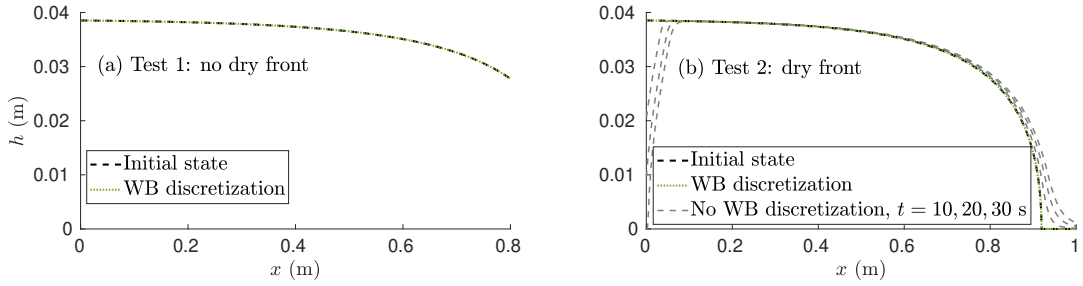 0.04
0.03
0.02
0.01
0
h (m)
(a) Test 1: no dry front
Initial state
WB discretization
0
0.2
0.4
0.6
0.8
x (m)
0.04
0.03
0.02
0.01
0
(b) Test 2: dry front
Initial state
WB discretization
No WB discretization, t = 10, 20, 30 s
0
0.2
0.4
0.6
0.8
1
x (m)